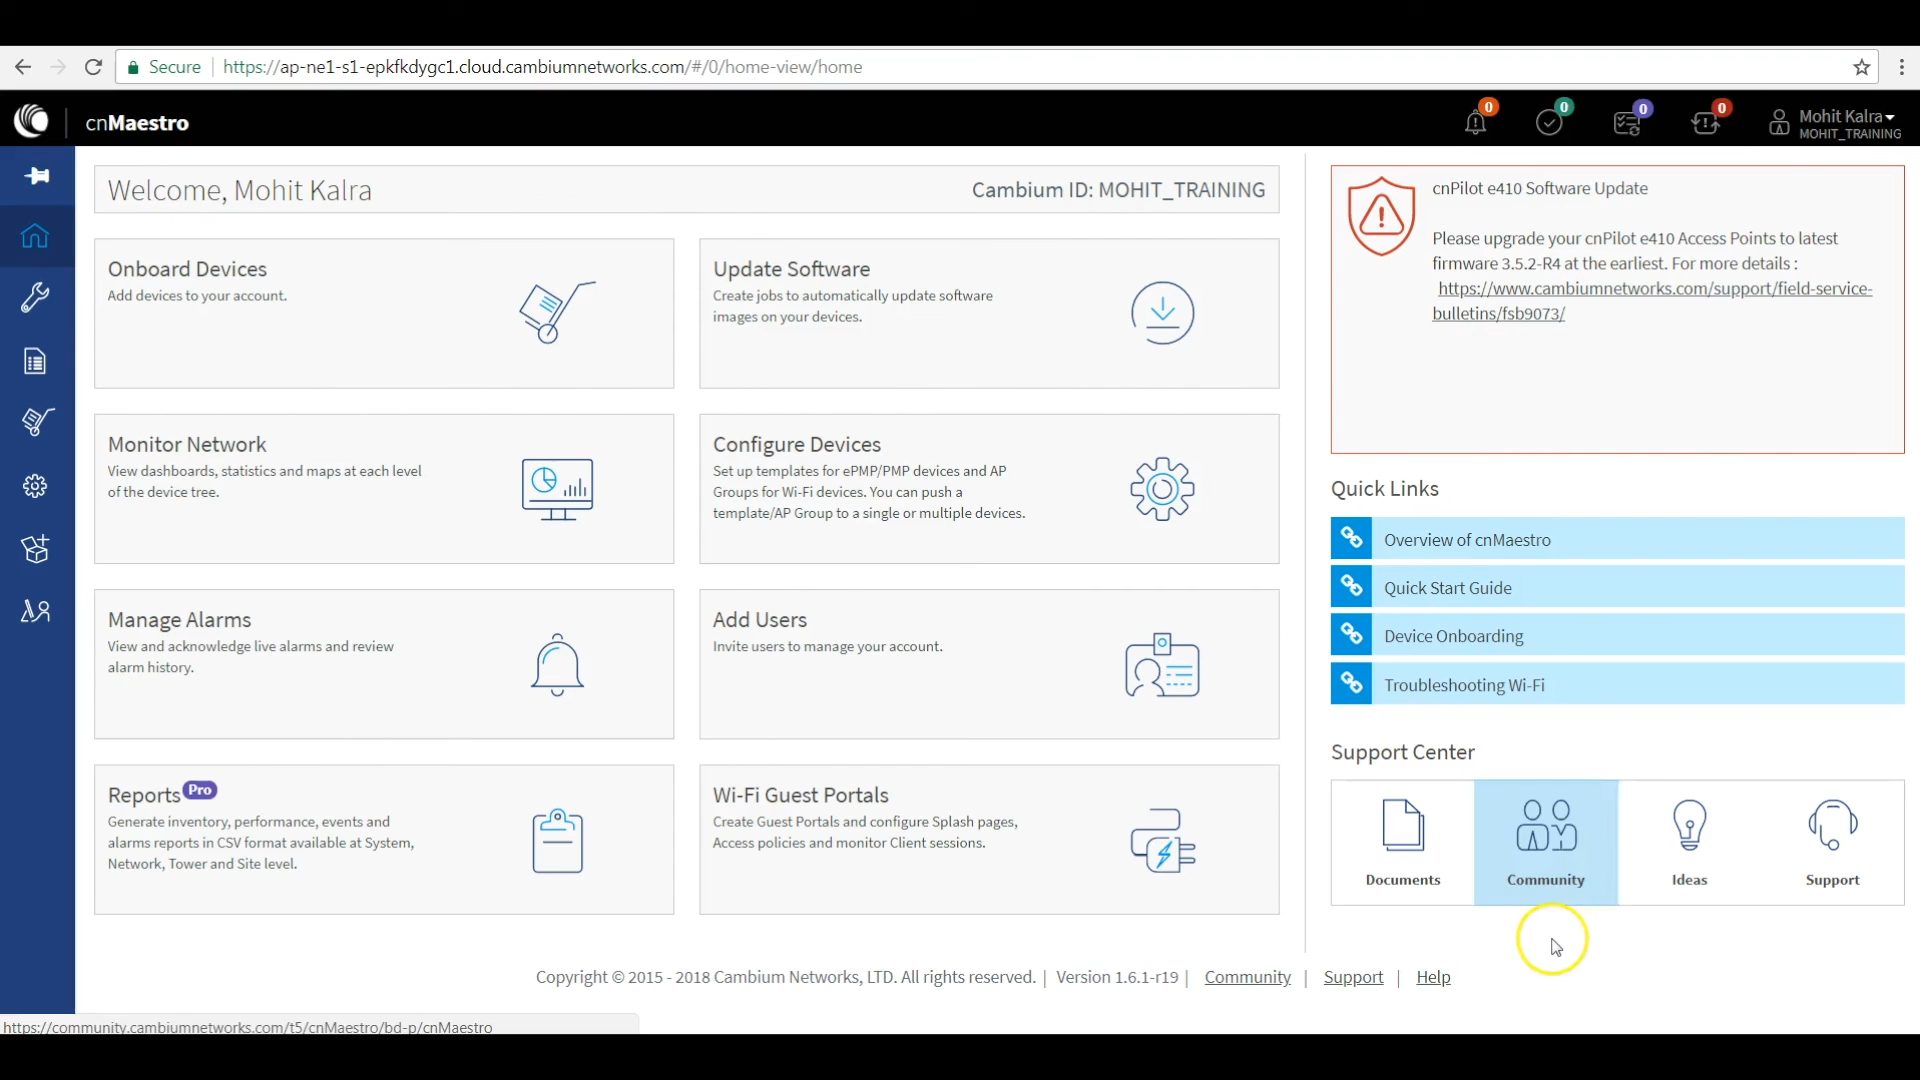 Secure
https://ap-ne1-s1-epkfkdygc1.cloud.cambiumnetworks.com/#/0/home-view/home
cnMaestro
0
0
0
0
Mohit Kalra
MOHIT_TRAINING
Welcome, Mohit Kalra
Cambium ID: MOHIT_TRAINING
Onboard Devices
Add devices to your account.
Update Software
Create jobs to automatically update software
images on your devices.
Monitor Network
View dashboards, statistics and maps at each level
of the device tree.
Configure Devices
Set up templates for ePMP/PMP devices and AP
Groups for Wi-Fi devices. You can push a
template/AP Group to a single or multiple devices.
Manage Alarms
View and acknowledge live alarms and review
alarm history.
Add Users
Invite users to manage your account.
Reports Pro
Generate inventory, performance, events and
alarms reports in CSV format available at System,
Network, Tower and Site level.
Wi-Fi Guest Portals
Create Guest Portals and configure Splash pages,
Access policies and monitor Client sessions.
cnPilot e410 Software Update
Please upgrade your cnPilot e410 Access Points to latest
firmware 3.5.2-R4 at the earliest. For more details :
https://www.cambiumnetworks.com/support/field-service-
bulletins/fsb9073/
Quick Links
Overview of cnMaestro
Quick Start Guide
Device Onboarding
Troubleshooting Wi-Fi
Support Center
Documents
Community
Ideas
Support
Copyright © 2015 - 2018 Cambium Networks, LTD. All rights reserved. | Version 1.6.1-r19 | Community | Support | Help
https://community.cambiumnetworks.com/t5/cnMaestro/bd-p/cnMaestro